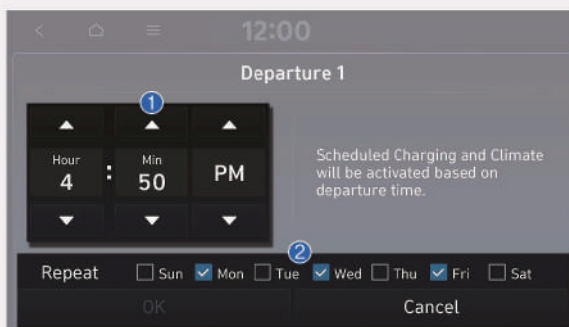 12:00
Departure 1
1
Hour Min
4 : 50 PM
Scheduled Charging and Climate
will be activated based on
departure time.
2
Repeat Sun Mon Tue Wed Thu Fri Sat
OK Cancel